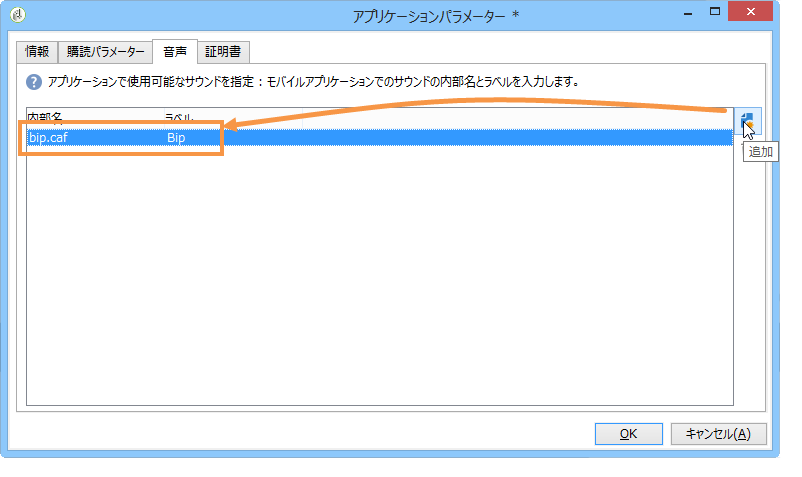 アプリケーションパラメーター *
情報 購読パラメーター 音声 証明書
? アプリケーションで使用可能なサウンドを指定：モバイルアプリケーションでのサウンドの内部名とラベルを入力します。
内部名 ラベル
bip.caf Bip
追加
OK キャンセル(A)